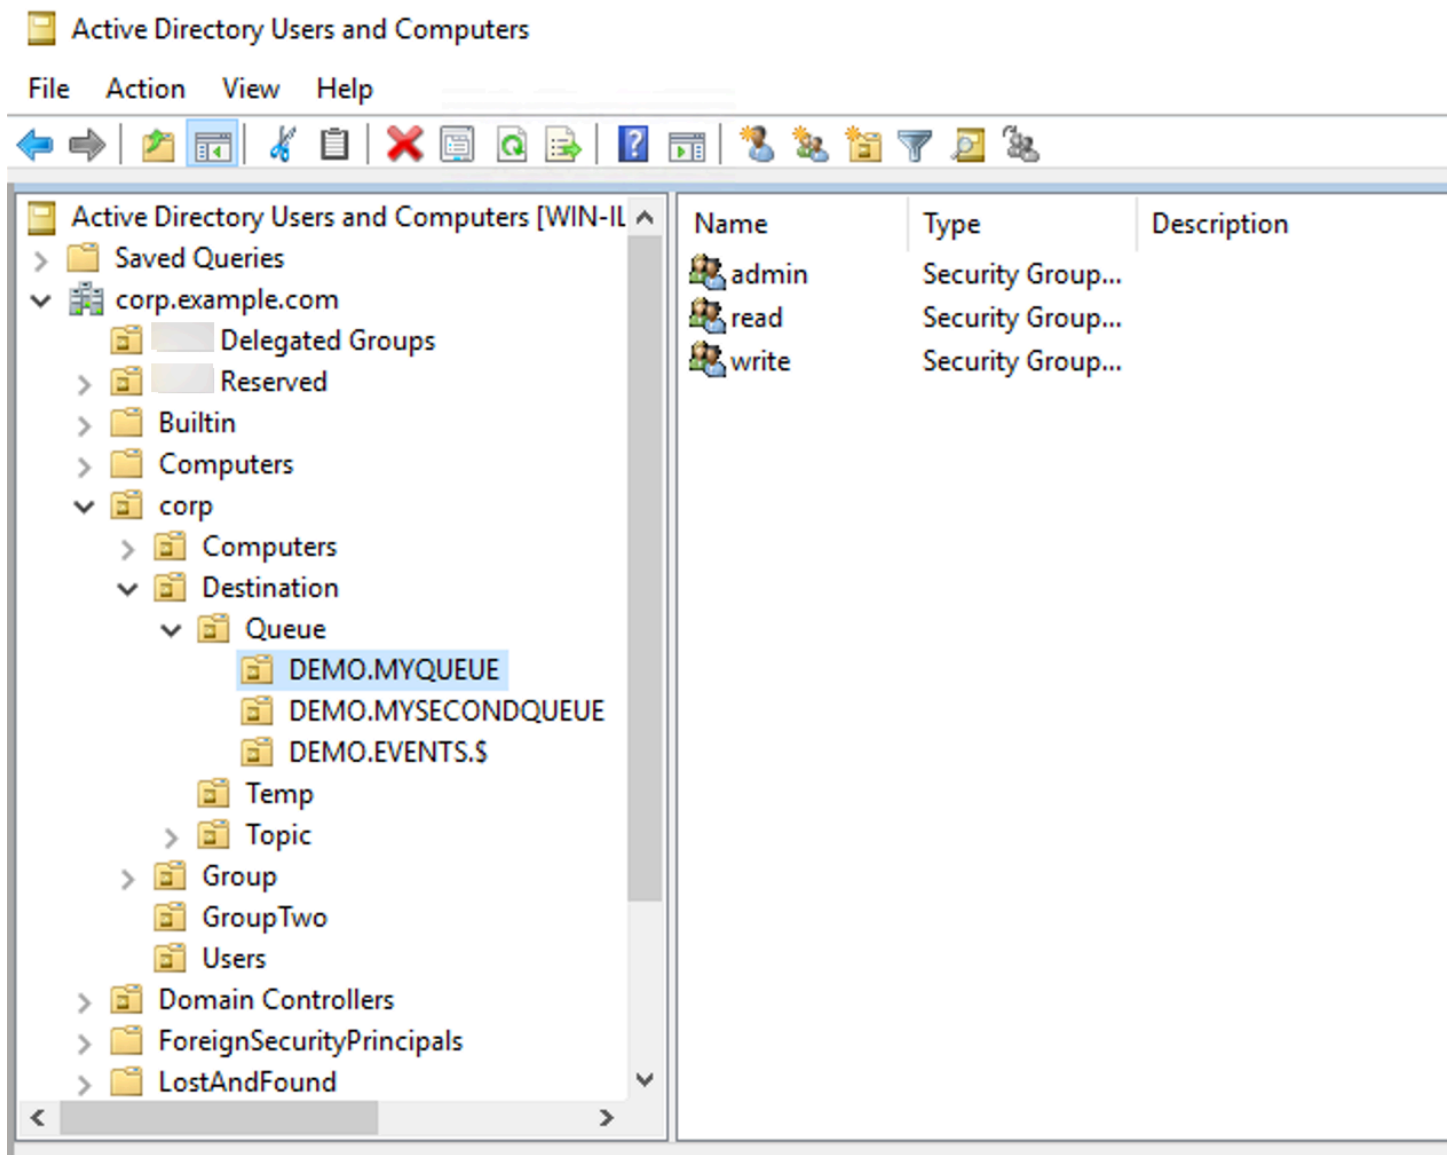 Active Directory Users and Computers
File Action View Help
Active Directory Users and Computers [WIN-IL
Saved Queries
corp.example.com
Delegated Groups
Reserved
Builtin
Computers
corp
Computers
Destination
Queue
DEMO.MYQUEUE
DEMO.MYSECONDQUEUE
DEMO.EVENTS.$
Temp
Topic
Group
GroupTwo
Users
Domain Controllers
ForeignSecurityPrincipals
LostAndFound
Name Type Description
admin Security Group...
read Security Group...
write Security Group...